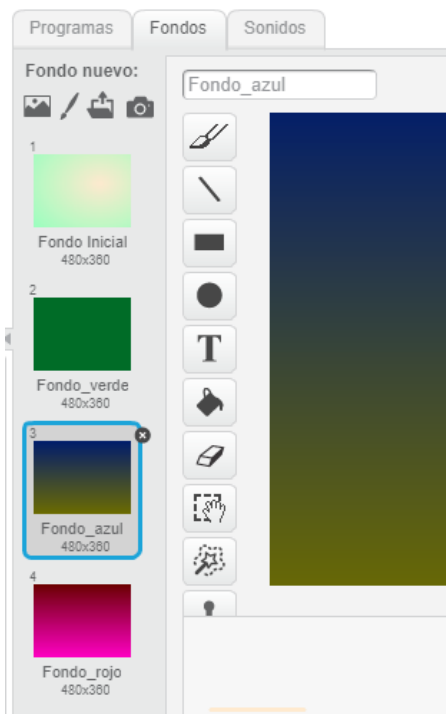 Programas Fondos Sonidos
Fondo nuevo:
Fondo_azul
1
Fondo Inicial
480x360
2
Fondo_verde
480x360
3
Fondo_azul
480x360
4
Fondo_rojo
480x360
T